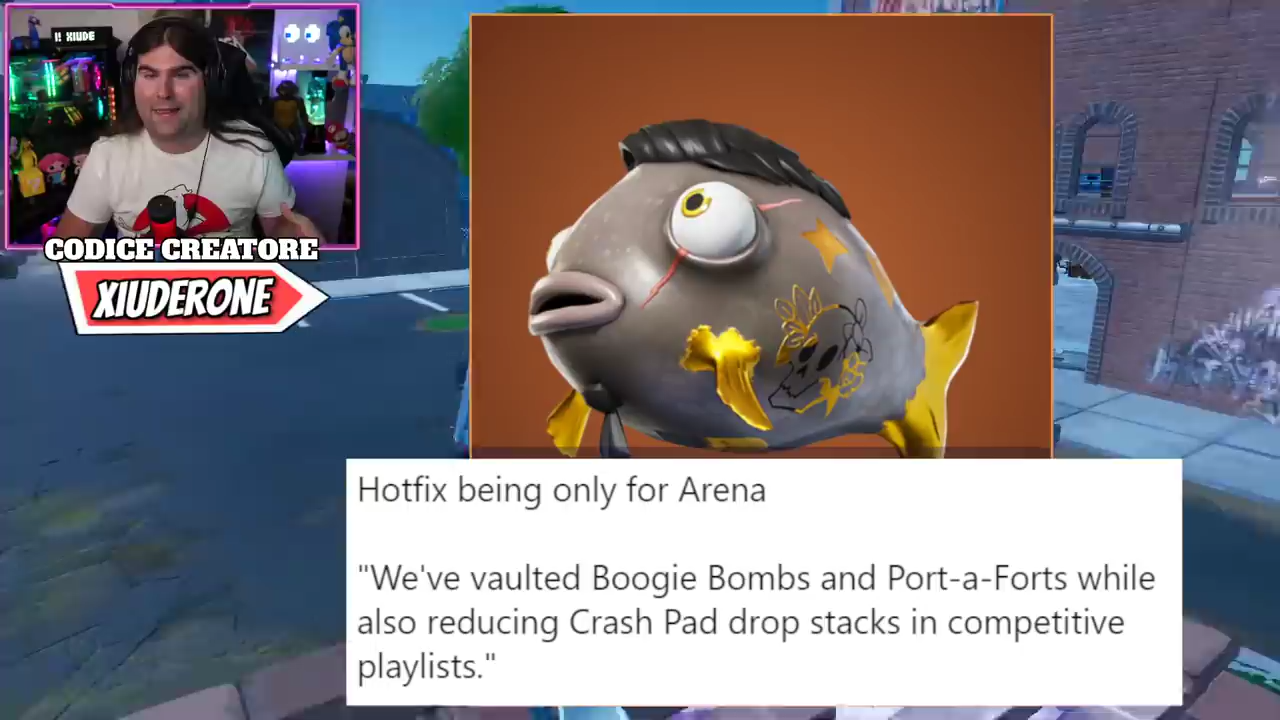 !! XIUDE
CODICE CREATORE
XIUDERONE
Hotfix being only for Arena
"We've vaulted Boogie Bombs and Port-a-Forts while
also reducing Crash Pad drop stacks in competitive
playlists."